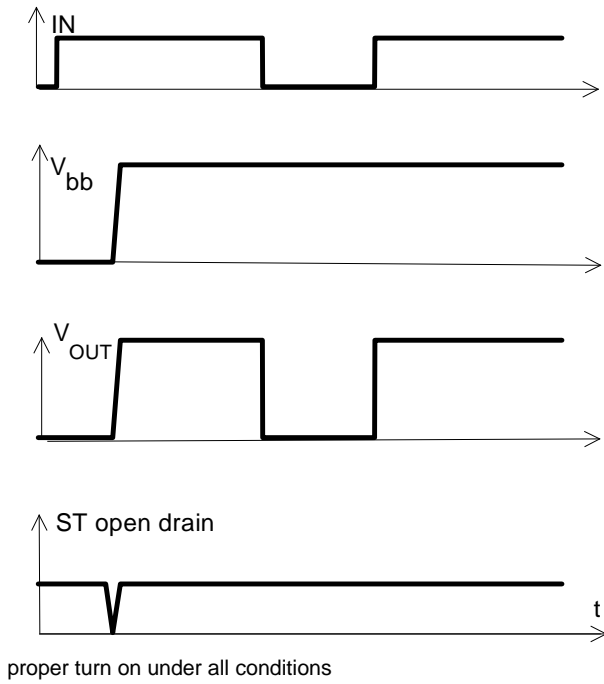 IN
V
bb
V
OUT
ST open drain
t
proper turn on under all conditions